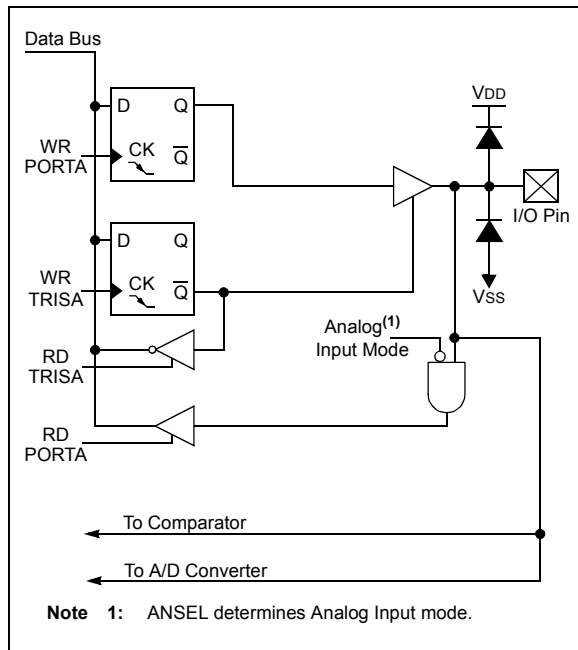 Data Bus
D Q
WR
PORTA
CK Q
VDD
I/O Pin
D Q
WR
TRISA
CK Q
VSS
Analog(1)
Input Mode
RD
TRISA
RD
PORTA
To Comparator
To A/D Converter
Note 1: ANSEL determines Analog Input mode.